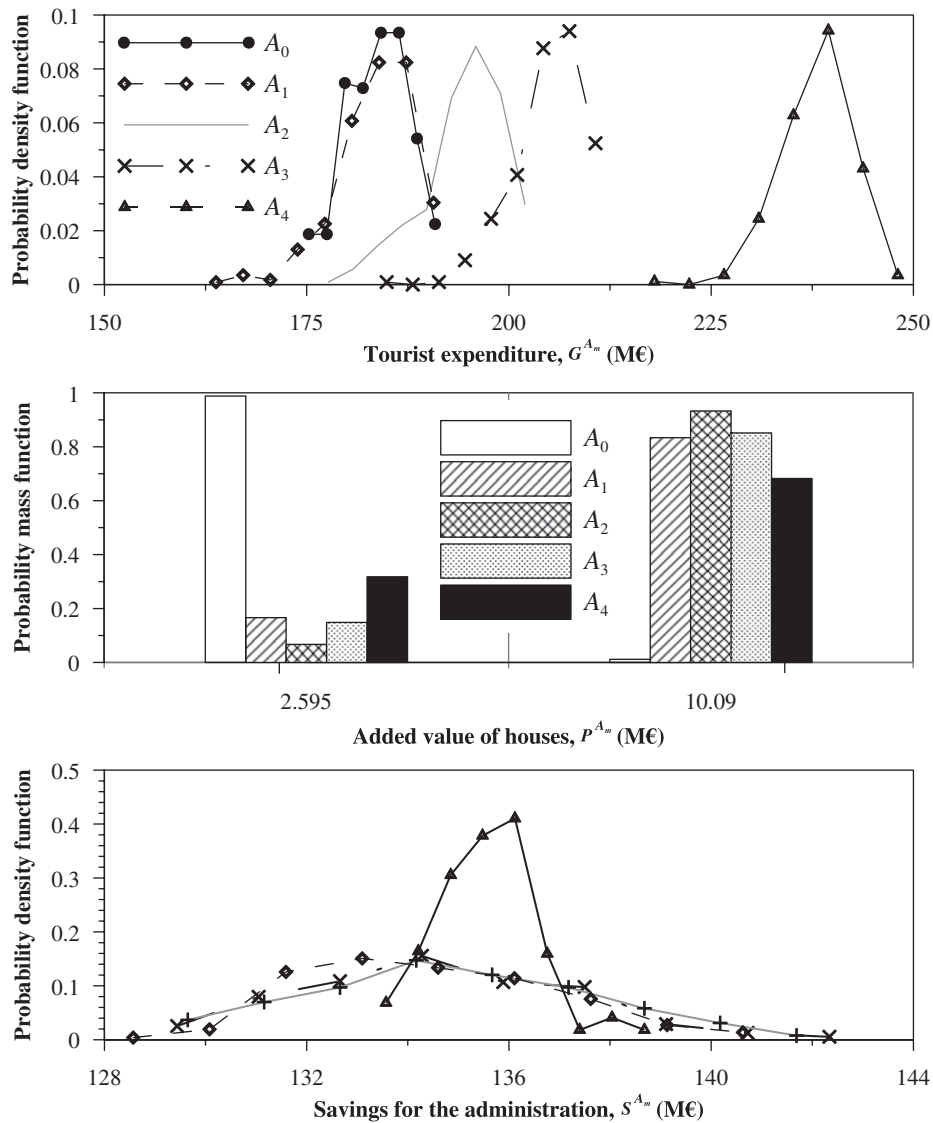 Probability density function
0.1
0.08
0.06
0.04
0.02
0
A0
A1
A2
A3
A4
150
175
200
225
250
Tourist expenditure, G^Am (M€)
Probability mass function
1
0.8
0.6
0.4
0.2
0
A0
A1
A2
A3
A4
2.595
10.09
Added value of houses, P^Am (M€)
Probability density function
0.5
0.4
0.3
0.2
0.1
0
128
132
136
140
144
Savings for the administration, S^Am (M€)